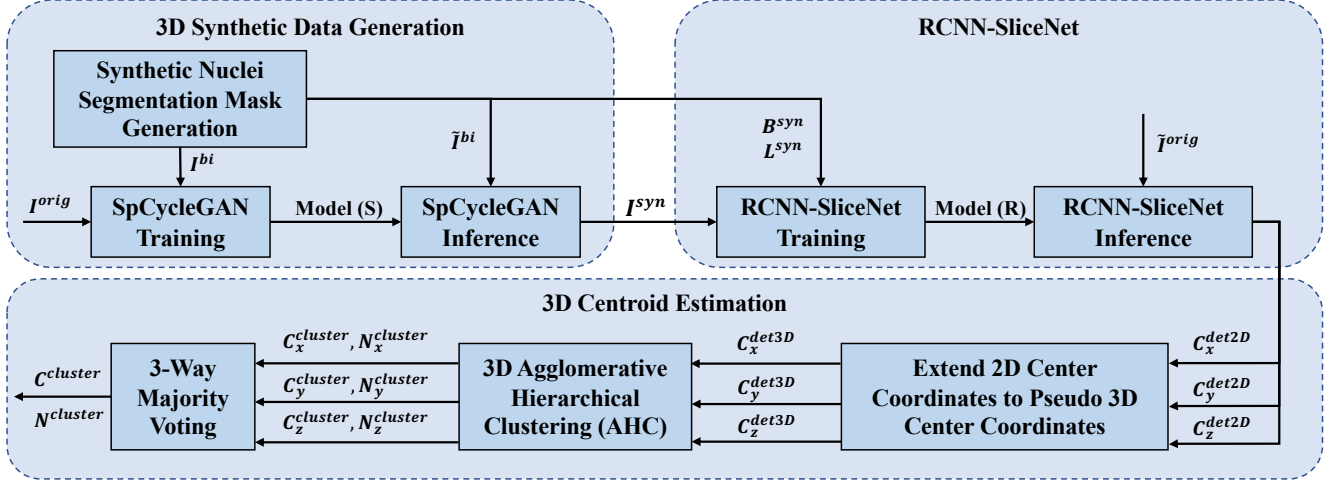 3D Synthetic Data Generation
RCNN-SliceNet
Synthetic Nuclei
Segmentation Mask
Generation
I^{bi}
Ĩ^{bi}
B^{syn}
L^{syn}
Ĩ^{orig}
I^{orig}
SpCycleGAN
Training
Model (S)
SpCycleGAN
Inference
I^{syn}
RCNN-SliceNet
Training
Model (R)
RCNN-SliceNet
Inference
3D Centroid Estimation
C^{cluster}
N^{cluster}
3-Way
Majority
Voting
C_x^{cluster}, N_x^{cluster}
C_y^{cluster}, N_y^{cluster}
C_z^{cluster}, N_z^{cluster}
3D Agglomerative
Hierarchical
Clustering (AHC)
C_x^{det3D}
C_y^{det3D}
C_z^{det3D}
Extend 2D Center
Coordinates to Pseudo 3D
Center Coordinates
C_x^{det2D}
C_y^{det2D}
C_z^{det2D}